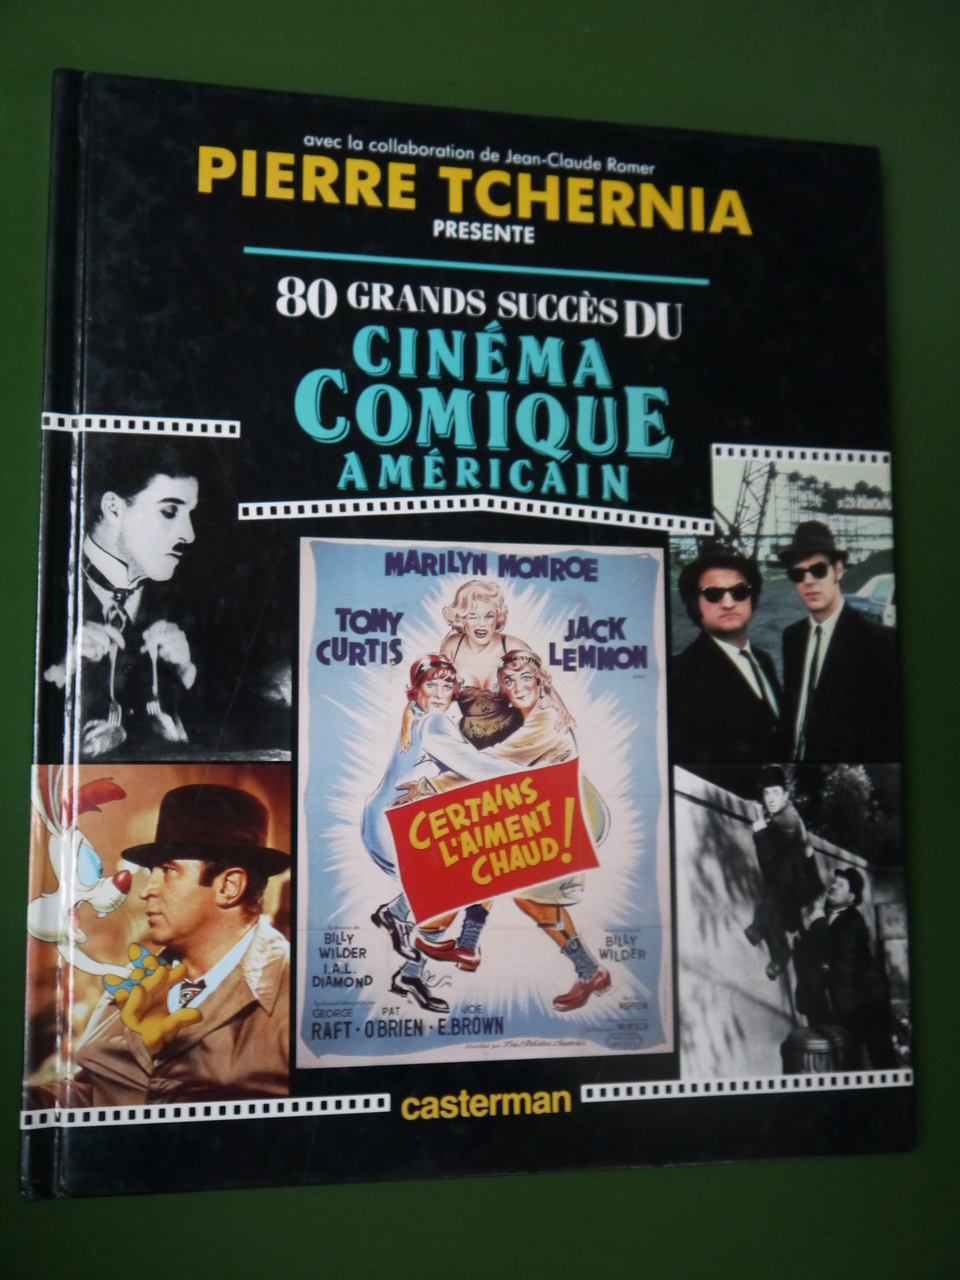 avec la collaboration de Jean-Claude Romer
PIERRE TCHERNIA
PRESENTE
80 GRANDS SUCCÈS DU
CINÉMA
COMIQUE
AMÉRICAIN
MARILYN MONROE
TONY
CURTIS
JACK
LEMMON
CERTAINS
L'AIMENT
CHAUD!
BILLY
WILDER
I.A.L.
DIAMOND
BILLY
WILDER
GEORGE
RAFT
PAT
O'BRIEN
JOE
E.BROWN
casterman